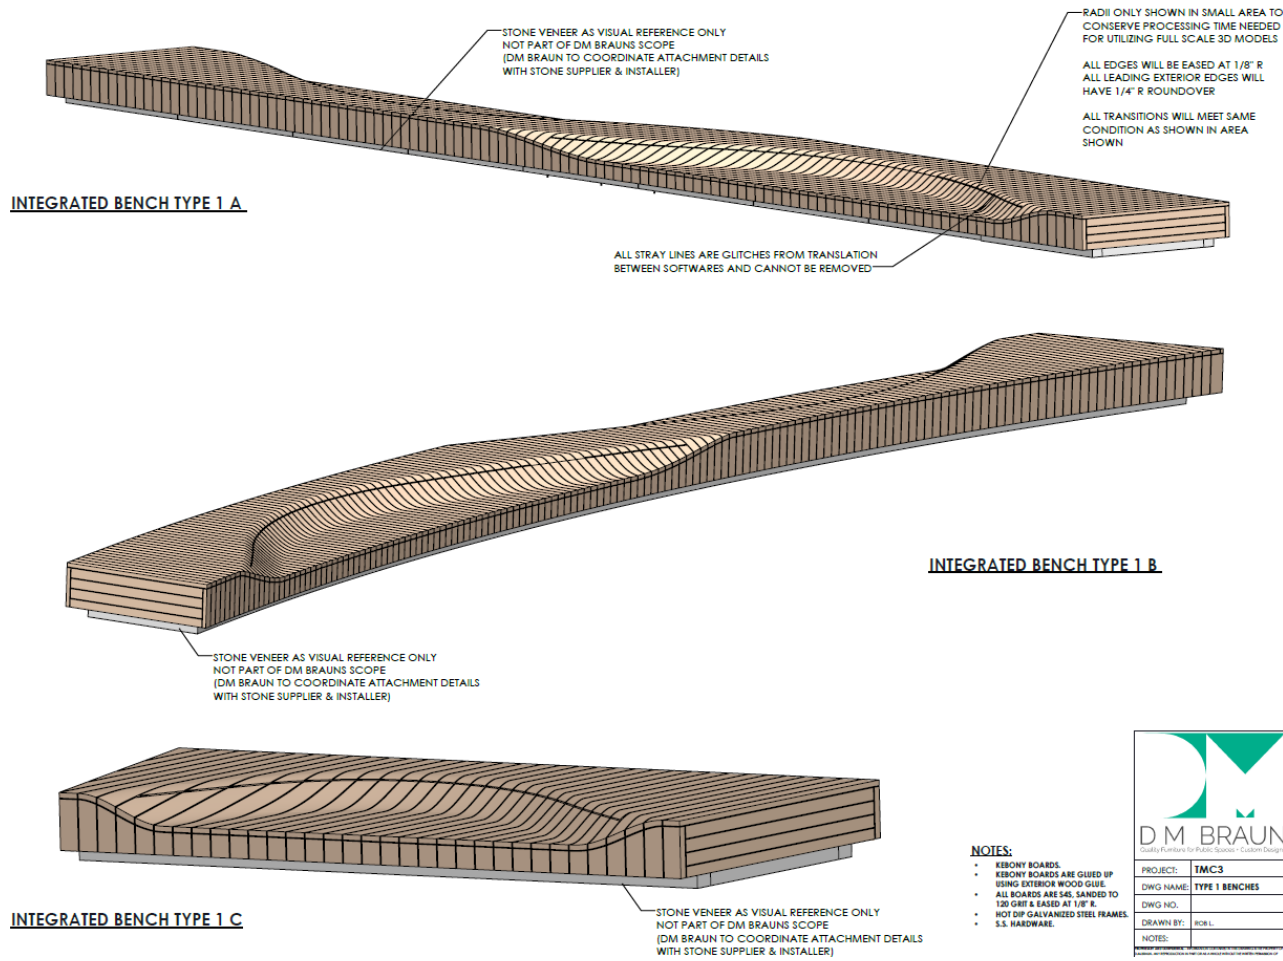 STONE VENEER AS VISUAL REFERENCE ONLY
NOT PART OF DM BRAUNS SCOPE
(DM BRAUN TO COORDINATE ATTACHMENT DETAILS
WITH STONE SUPPLIER & INSTALLER)
RADII ONLY SHOWN IN SMALL AREA TO
CONSERVE PROCESSING TIME NEEDED
FOR UTILIZING FULL SCALE 3D MODELS
ALL EDGES WILL BE EASED AT 1/8" R
ALL LEADING EXTERIOR EDGES WILL
HAVE 1/4" R ROUNDOVER
ALL TRANSITIONS WILL MEET SAME
CONDITION AS SHOWN IN AREA
SHOWN
INTEGRATED BENCH TYPE 1 A
ALL STRAY LINES ARE GLITCHES FROM TRANSLATION
BETWEEN SOFTWARES AND CANNOT BE REMOVED
INTEGRATED BENCH TYPE 1 B
STONE VENEER AS VISUAL REFERENCE ONLY
NOT PART OF DM BRAUNS SCOPE
(DM BRAUN TO COORDINATE ATTACHMENT DETAILS
WITH STONE SUPPLIER & INSTALLER)
INTEGRATED BENCH TYPE 1 C
STONE VENEER AS VISUAL REFERENCE ONLY
NOT PART OF DM BRAUNS SCOPE
(DM BRAUN TO COORDINATE ATTACHMENT DETAILS
WITH STONE SUPPLIER & INSTALLER)
NOTES:
• KEBONY BOARDS.
• KEBONY BOARDS ARE GLUED UP
USING EXTERIOR WOOD GLUE.
• ALL BOARDS ARE S4S, SANDED TO
120 GRIT & EASED AT 1/8" R.
• HOT DIP GALVANIZED STEEL FRAMES.
• S.S. HARDWARE.
DM
D M BRAUN
Quality Furniture for Public Spaces • Custom Design
PROJECT: TMC3
DWG NAME: TYPE 1 BENCHES
DWG NO.
DRAWN BY: ROB L.
NOTES: